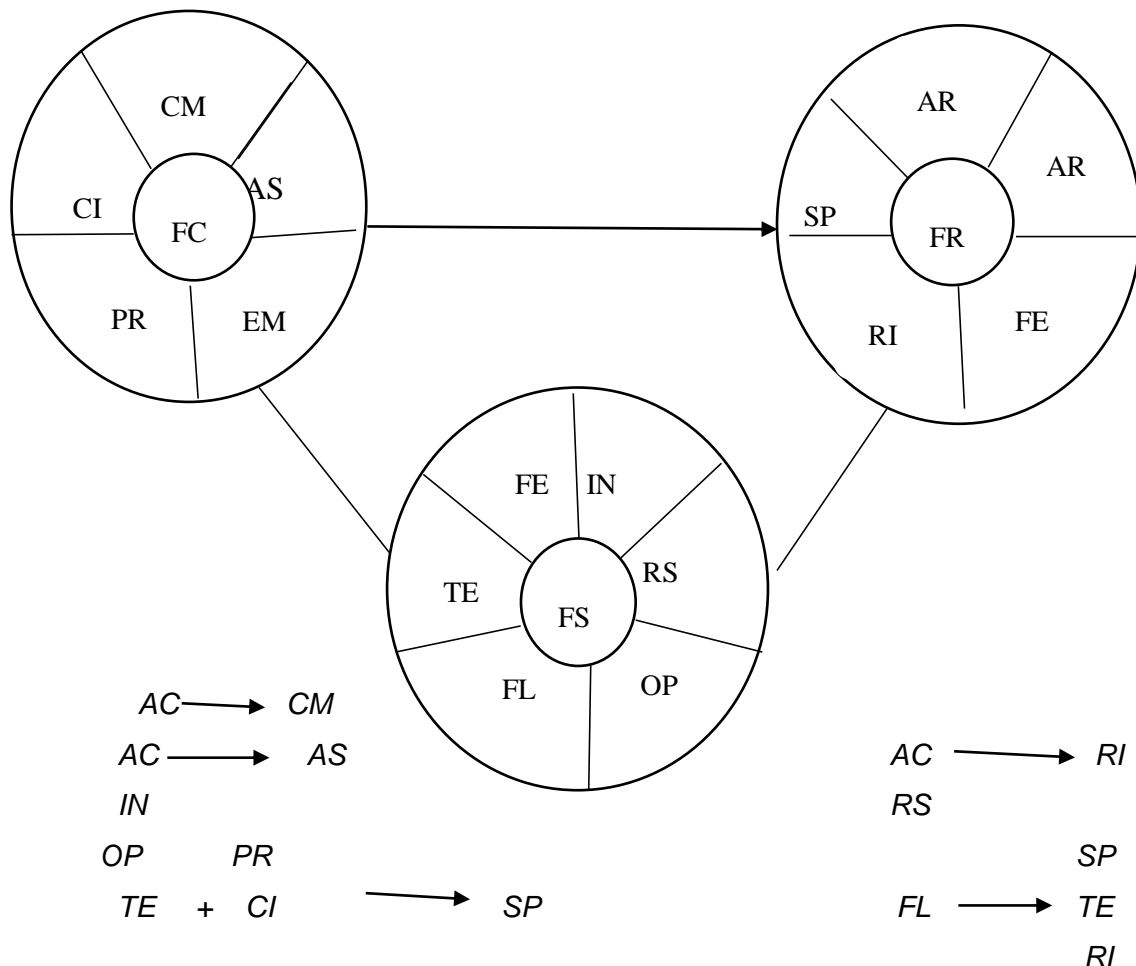 CM
AR
AS
AR
CI
SP
FC
FR
PR
EM
RI
FE
FE
IN
TE
RS
FS
FL
OP
AC CM
AC AS
AC RI
IN
RS
OP PR
SP
TE + CI SP
FL TE
RI